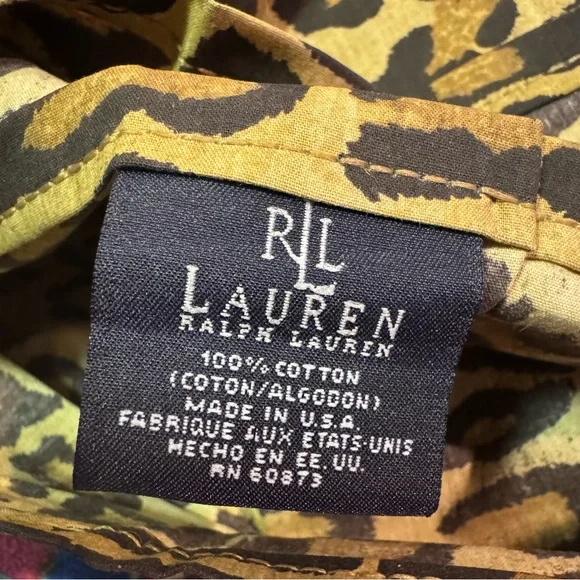 RLL
LAUREN
RALPH LAUREN
100% COTTON
(COTON/ALGODON)
MADE IN U.S.A.
FABRIQUE AUX ETATS-UNIS
HECHO EN EE. UU.
RN 60873